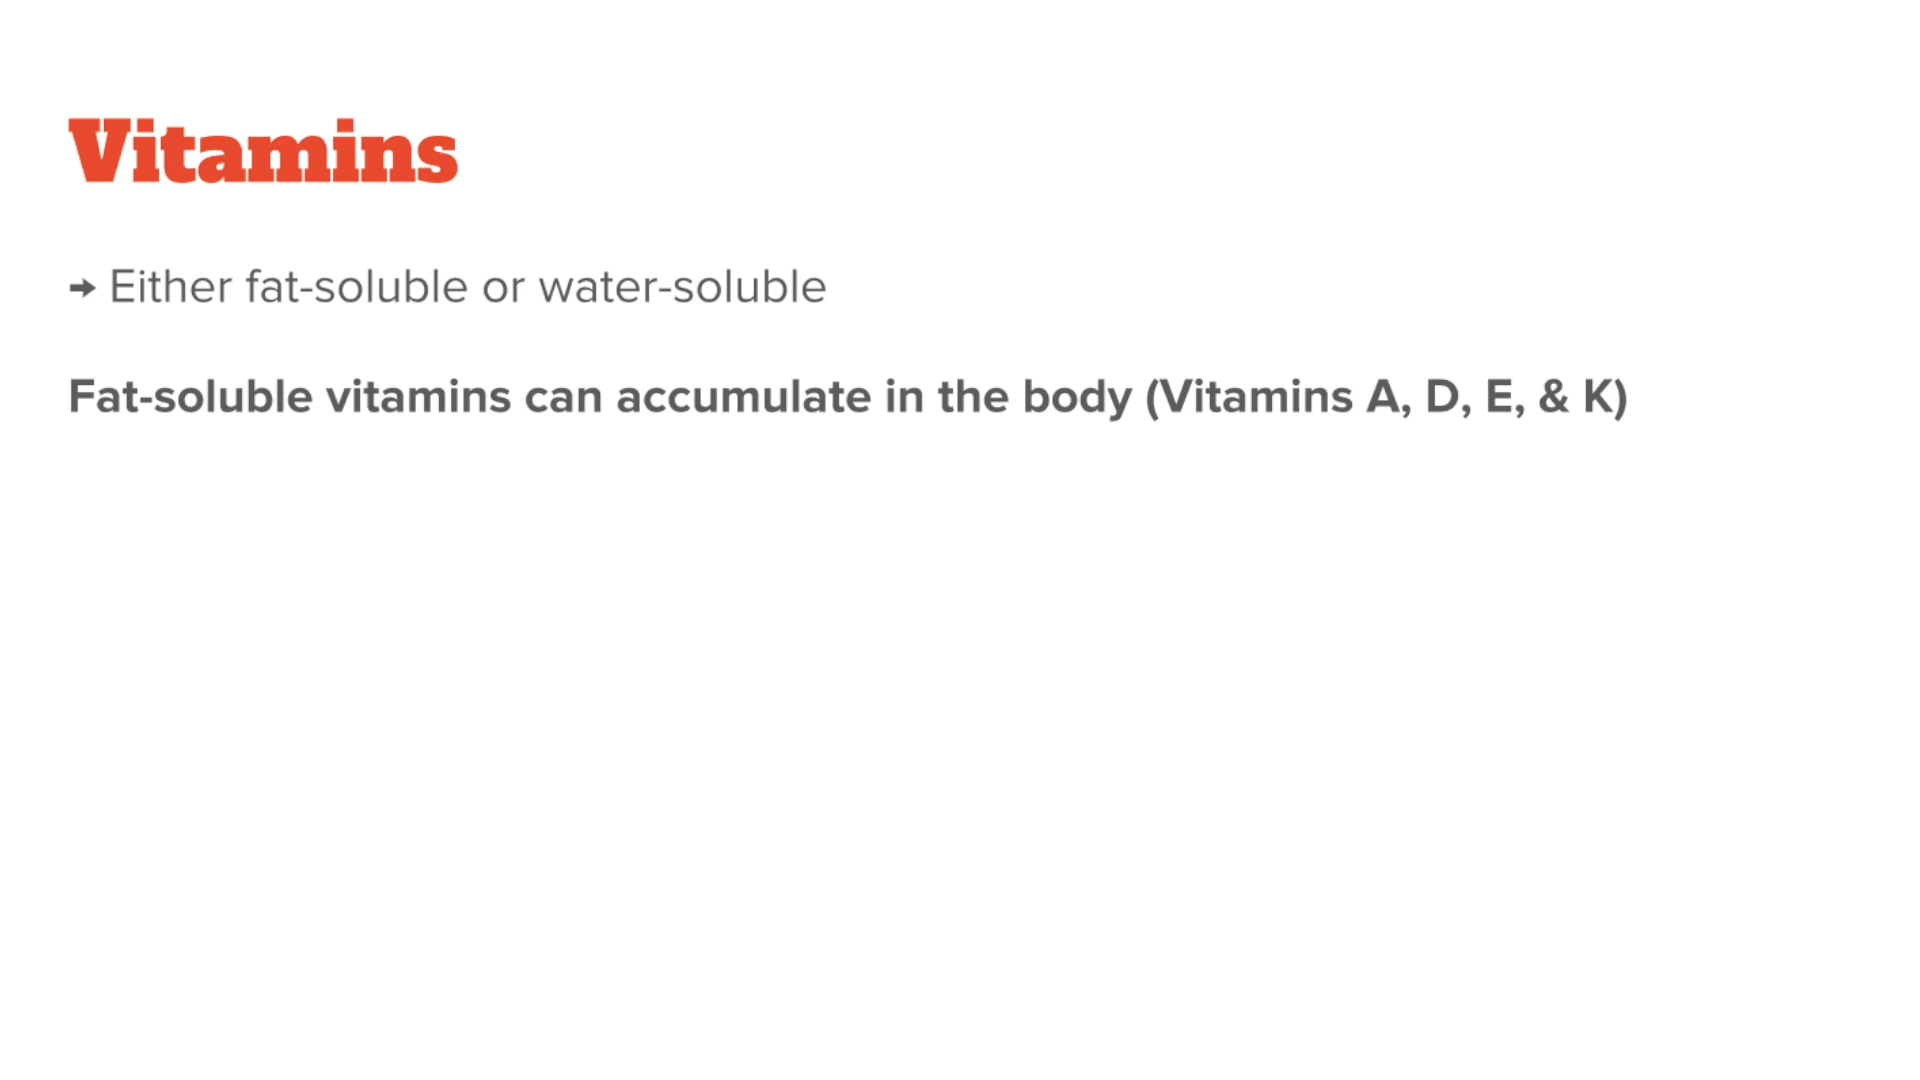 Vitamins
➡ Either fat-soluble or water-soluble
Fat-soluble vitamins can accumulate in the body (Vitamins A, D, E, & K)